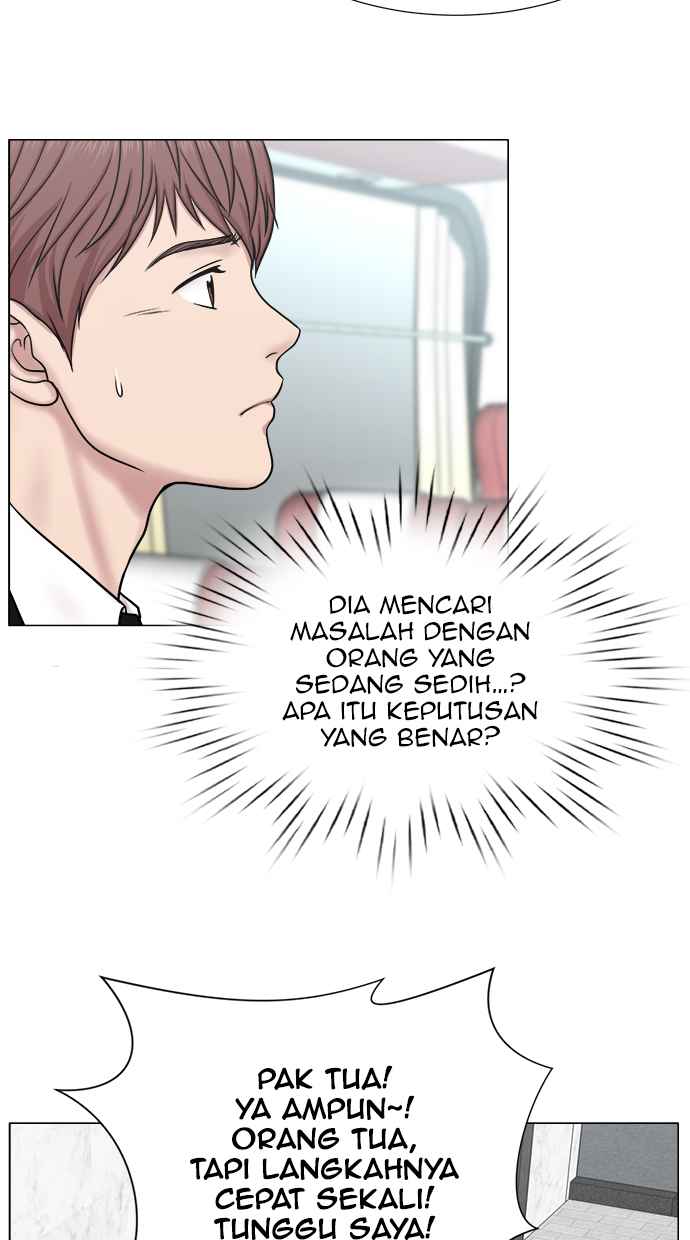 DIA MENCARI
MASALAH DENGAN
ORANG YANG
SEDANG SEDIH...?
APA ITU KEPUTUSAN
YANG BENAR?
PAK TUA!
YA AMPUN~!
ORANG TUA,
TAPI LANGKAHNYA
CEPAT SEKALI!
TUNGGU SAYA!